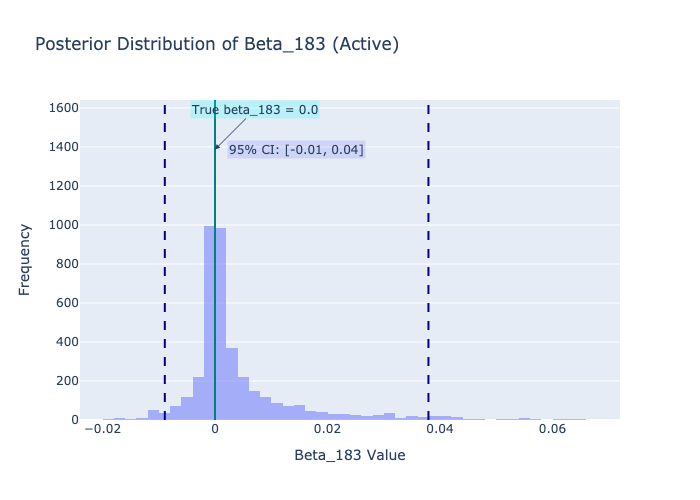 Posterior Distribution of Beta_183 (Active)
True beta_183 = 0.0
95% CI: [-0.01, 0.04]
1600
1400
1200
1000
800
600
400
200
0
Frequency
−0.02
0
0.02
0.04
0.06
Beta_183 Value